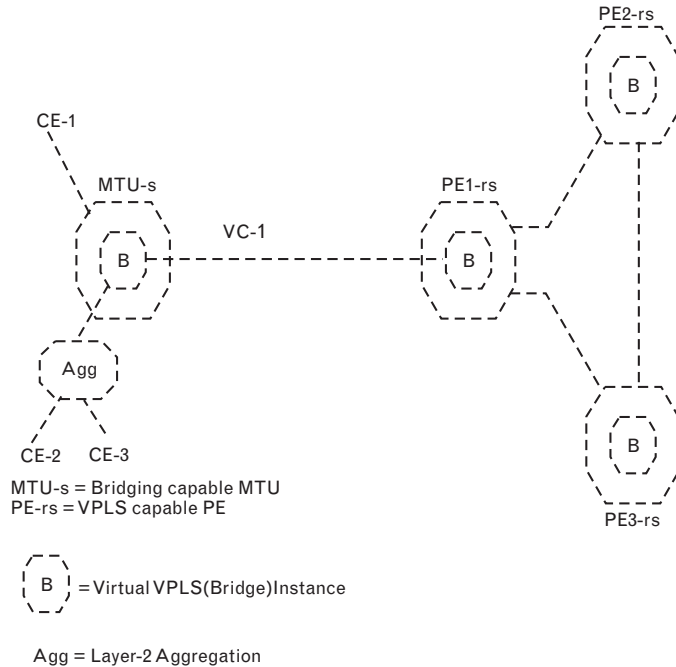 PE2-rs
B
CE-1
MTU-s
PE1-rs
VC-1
B
B
Agg
B
CE-2
CE-3
MTU-s = Bridging capable MTU
PE-rs = VPLS capable PE
PE3-rs
B = Virtual VPLS(Bridge)Instance
Agg = Layer-2 Aggregation